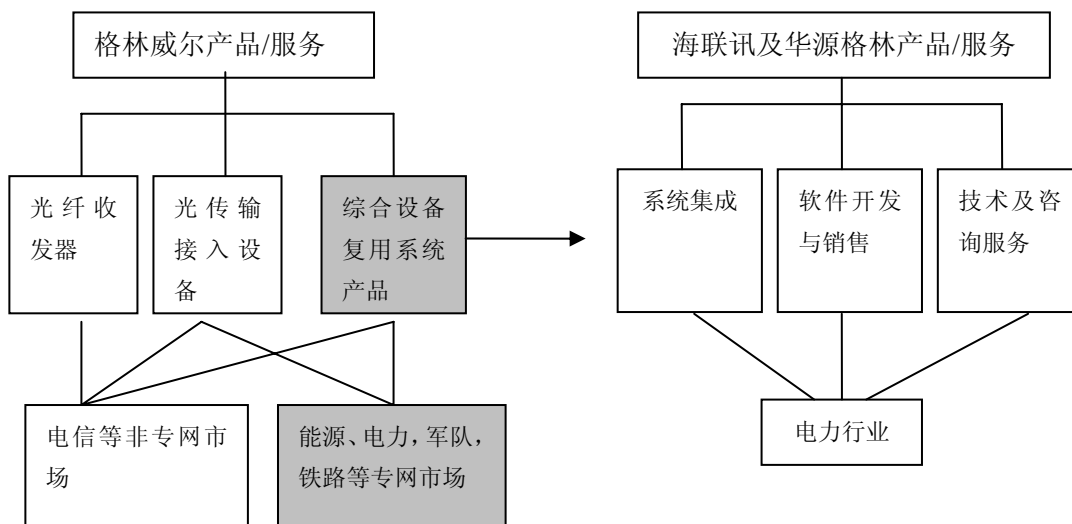 格林威尔产品/服务
海联讯及华源格林产品/服务
光纤收
发器
光传输
接入设
备
综合设备
复用系统
产品
系统集成
软件开发
与销售
技术及咨
询服务
电信等非专网市
场
能源、电力，军队，
铁路等专网市场
电力行业